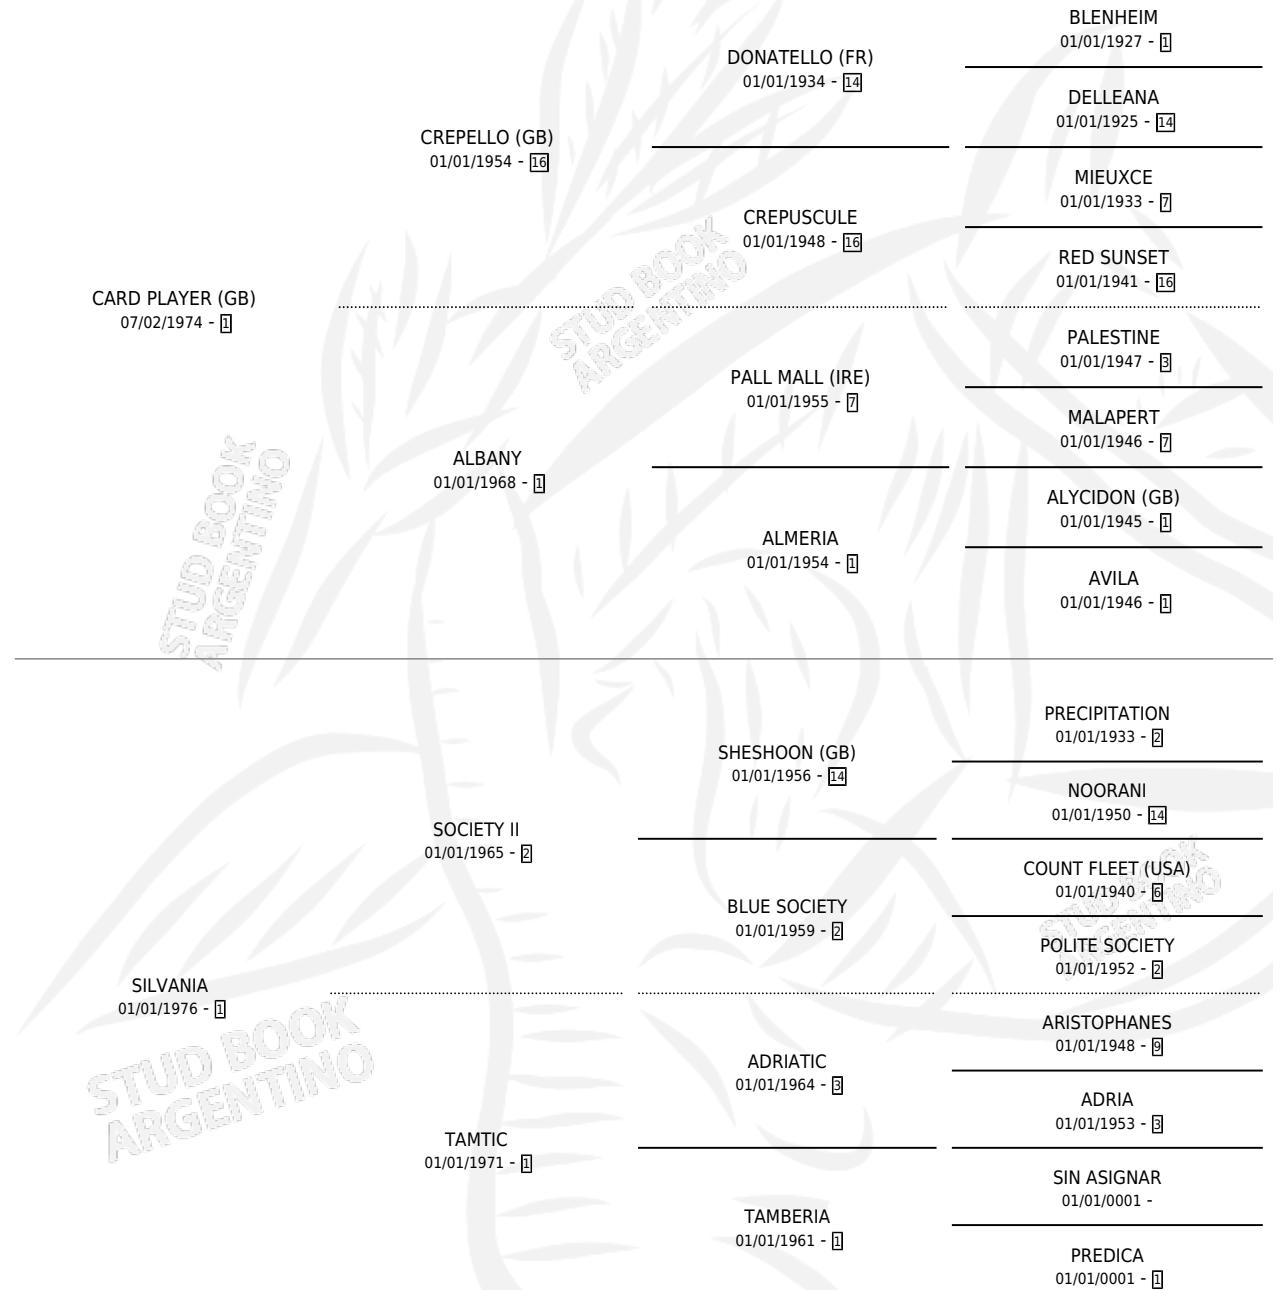 BLENHEIM
01/01/1927 - 1
DONATELLO (FR)
01/01/1934 - 14
DELLEANA
01/01/1925 - 14
CREPELLO (GB)
01/01/1954 - 16
MIEUXCE
01/01/1933 - 7
CREPUSCULE
01/01/1948 - 16
RED SUNSET
01/01/1941 - 16
CARD PLAYER (GB)
07/02/1974 - 1
PALESTINE
01/01/1947 - 3
PALL MALL (IRE)
01/01/1955 - 7
MALAPERT
01/01/1946 - 7
ALBANY
01/01/1968 - 1
ALYCIDON (GB)
01/01/1945 - 1
ALMERIA
01/01/1954 - 1
AVILA
01/01/1946 - 1
PRECIPITATION
01/01/1933 - 2
SHESHOON (GB)
01/01/1956 - 14
NOORANI
01/01/1950 - 14
SOCIETY II
01/01/1965 - 2
COUNT FLEET (USA)
01/01/1940 - 6
BLUE SOCIETY
01/01/1959 - 2
POLITE SOCIETY
01/01/1952 - 2
SILVANIA
01/01/1976 - 1
ARISTOPHANES
01/01/1948 - 9
ADRIATIC
01/01/1964 - 3
ADRIA
01/01/1953 - 3
TAMTIC
01/01/1971 - 1
SIN ASIGNAR
01/01/0001 -
TAMBERIA
01/01/1961 - 1
PREDICA
01/01/0001 - 1
STUD BOOK
ARGENTINO
STUD BOOK
ARGENTINO
STUD BOOK
ARGENTINO
STUD BOOK
ARGENTINO